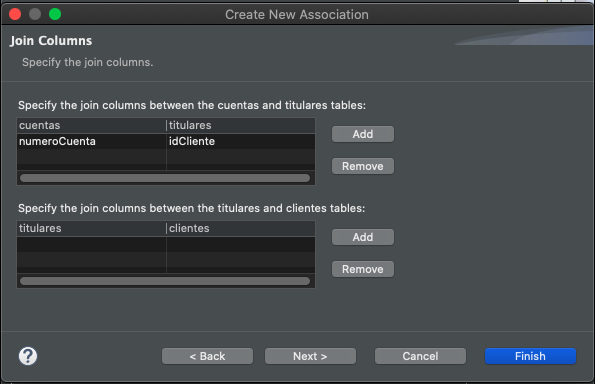 Create New Association
Join Columns
Specify the join columns.
Specify the join columns between the cuentas and titulares tables:
cuentas titulares
numeroCuenta idCliente
Add
Remove
Specify the join columns between the titulares and clientes tables:
titulares clientes
Add
Remove
? < Back Next > Cancel Finish